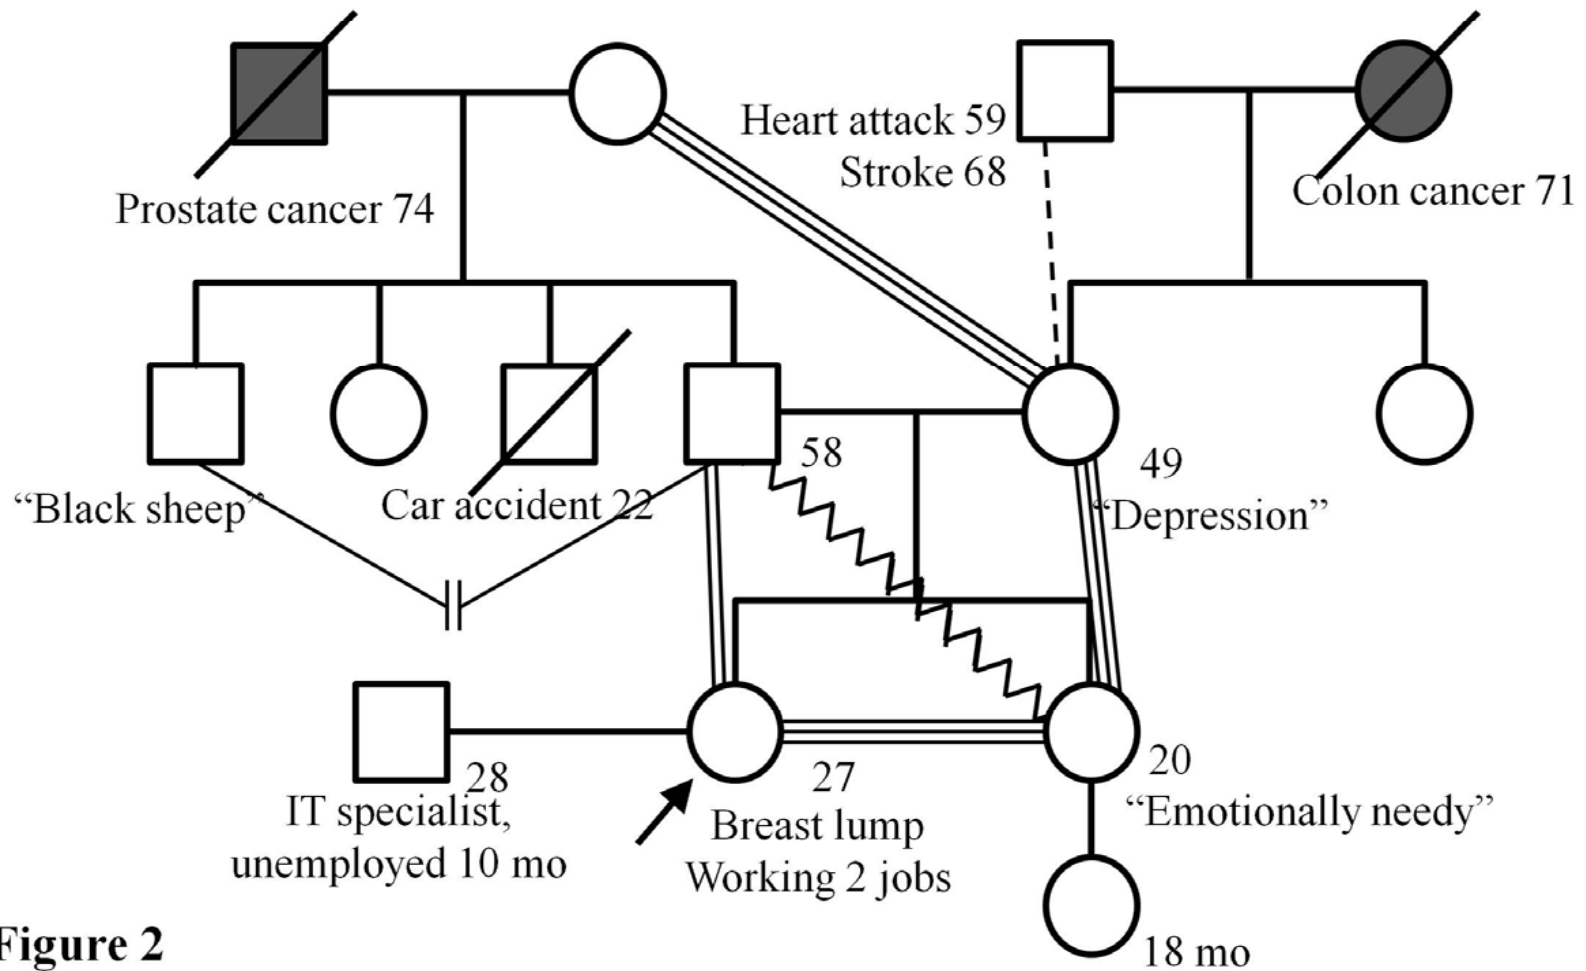 Heart attack 59
Stroke 68
Prostate cancer 74
Colon cancer 71
“Black sheep”
Car accident 22
58
49
“Depression”
28
IT specialist,
unemployed 10 mo
27
Breast lump
Working 2 jobs
20
“Emotionally needy”
18 mo
Figure 2